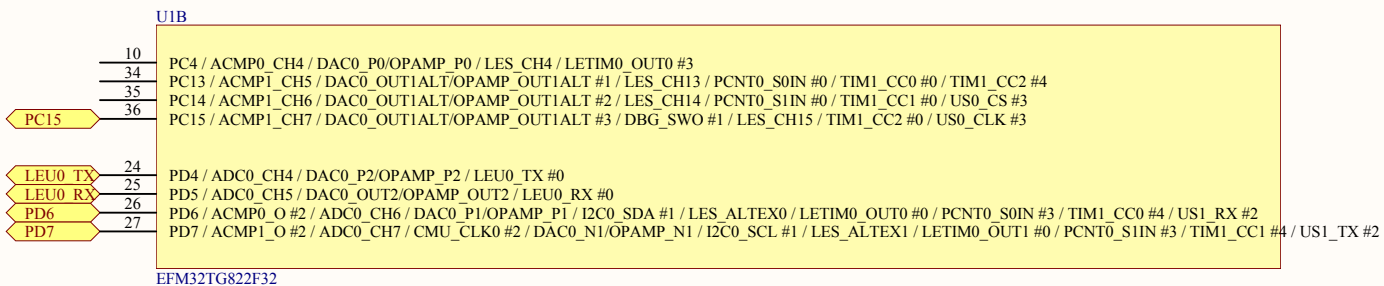 U1B
10
PC4 / ACMP0_CH4 / DAC0_P0/OPAMP_P0 / LES_CH4 / LETIM0_OUT0 #3
34
PC13 / ACMP1_CH5 / DAC0_OUT1ALT/OPAMP_OUT1ALT #1 / LES_CH13 / PCNT0_S0IN #0 / TIM1_CC0 #0 / TIM1_CC2 #4
35
PC14 / ACMP1_CH6 / DAC0_OUT1ALT/OPAMP_OUT1ALT #2 / LES_CH14 / PCNT0_S1IN #0 / TIM1_CC1 #0 / US0_CS #3
PC15 36
PC15 / ACMP1_CH7 / DAC0_OUT1ALT/OPAMP_OUT1ALT #3 / DBG_SWO #1 / LES_CH15 / TIM1_CC2 #0 / US0_CLK #3
LEU0_TX 24
PD4 / ADC0_CH4 / DAC0_P2/OPAMP_P2 / LEU0_TX #0
LEU0_RX 25
PD5 / ADC0_CH5 / DAC0_OUT2/OPAMP_OUT2 / LEU0_RX #0
PD6 26
PD6 / ACMP0_O #2 / ADC0_CH6 / DAC0_P1/OPAMP_P1 / I2C0_SDA #1 / LES_ALTEX0 / LETIM0_OUT0 #0 / PCNT0_S0IN #3 / TIM1_CC0 #4 / US1_RX #2
PD7 27
PD7 / ACMP1_O #2 / ADC0_CH7 / CMU_CLK0 #2 / DAC0_N1/OPAMP_N1 / I2C0_SCL #1 / LES_ALTEX1 / LETIM0_OUT1 #0 / PCNT0_S1IN #3 / TIM1_CC1 #4 / US1_TX #2
EFM32TG822F32